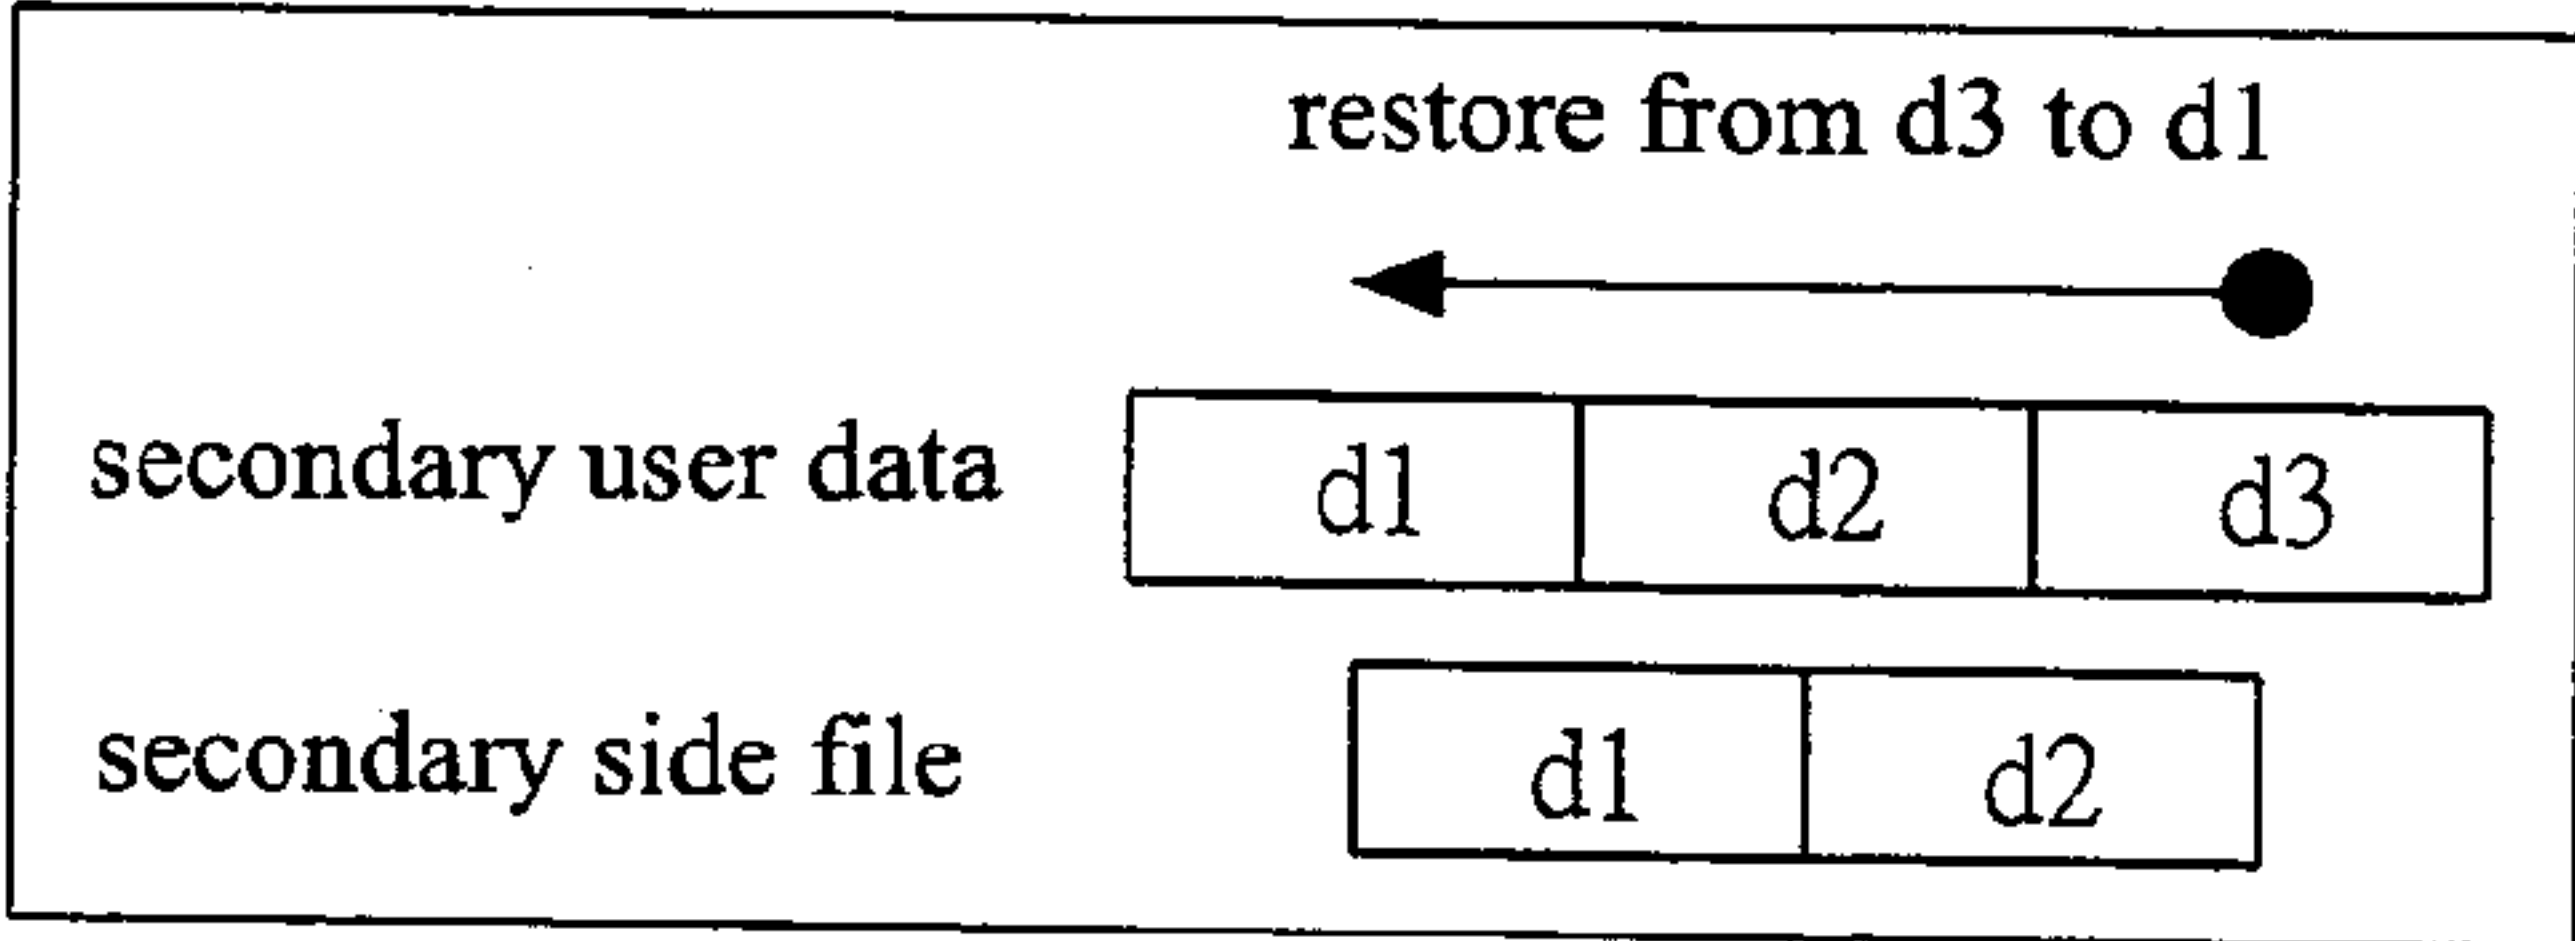 restore from d3 to d1
secondary user data d1 d2 d3
secondary side file d1 d2